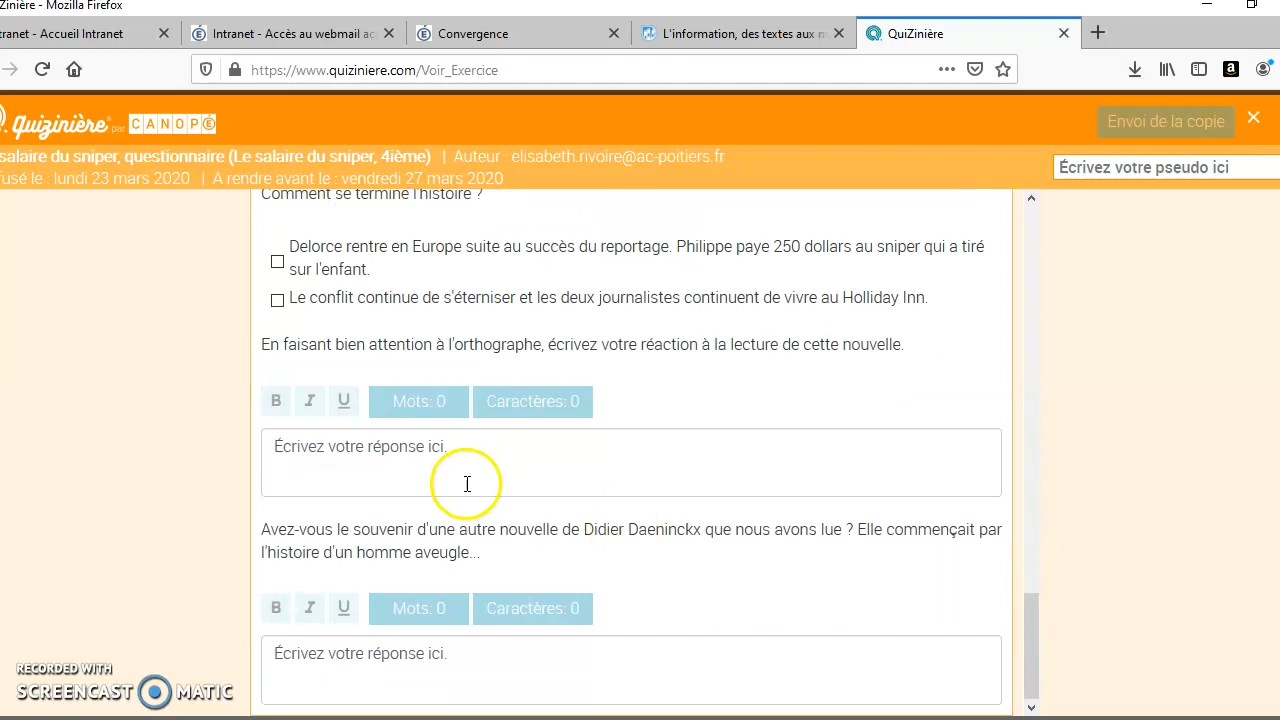 Zinière - Mozilla Firefox
ntranet - Accueil Intranet
Intranet - Accès au webmail ac
Convergence
L'information, des textes aux m
QuiZinière
https://www.quiziniere.com/Voir_Exercice
Quizinière par CANOPÉ
Envoi de la copie
salaire du sniper, questionnaire (Le salaire du sniper, 4ième) | Auteur : elisabeth.rivoire@ac-poitiers.fr
fusé le : lundi 23 mars 2020 | A rendre avant le : vendredi 27 mars 2020
Écrivez votre pseudo ici
Comment se termine l'histoire ?
Delorce rentre en Europe suite au succès du reportage. Philippe paye 250 dollars au sniper qui a tiré
sur l'enfant.
Le conflit continue de s'éterniser et les deux journalistes continuent de vivre au Holliday Inn.
En faisant bien attention à l'orthographe, écrivez votre réaction à la lecture de cette nouvelle.
B I U Mots: 0 Caractères: 0
Écrivez votre réponse ici.
Avez-vous le souvenir d'une autre nouvelle de Didier Daeninckx que nous avons lue ? Elle commençait par
l'histoire d'un homme aveugle...
B I U Mots: 0 Caractères: 0
Écrivez votre réponse ici.
RECORDED WITH
SCREENCAST MATIC